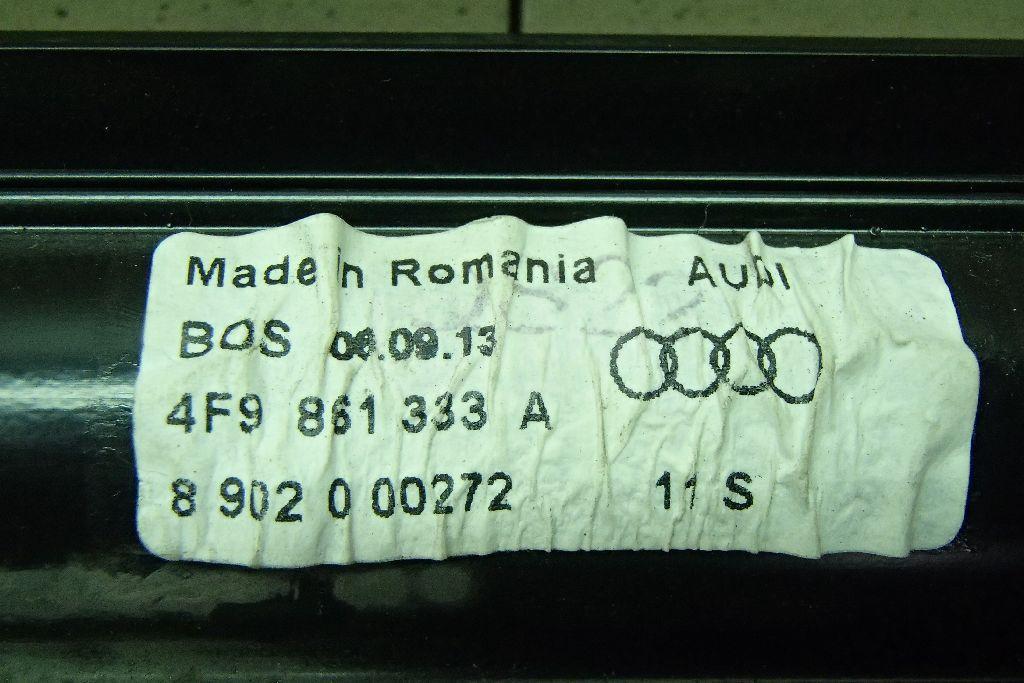 Made in Romania AUDI
BOS 06.09.13
4F9 861 333 A
8 902 0 00272 11 S